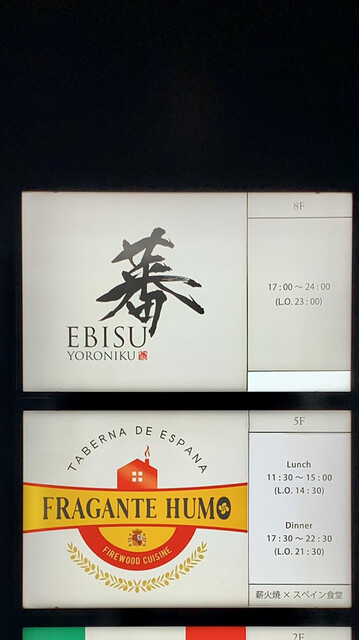 8F
蕃
EBISU
YORONIKU
17:00～24:00
(L.O. 23:00)
5F
TABERNA DE ESPANA
FRAGANTE HUMO
FIREWOOD CUISINE
Lunch
11:30～15:00
(L.O. 14:30)
Dinner
17:30～22:30
(L.O. 21:30)
薪火焼 × スペイン食堂
2F